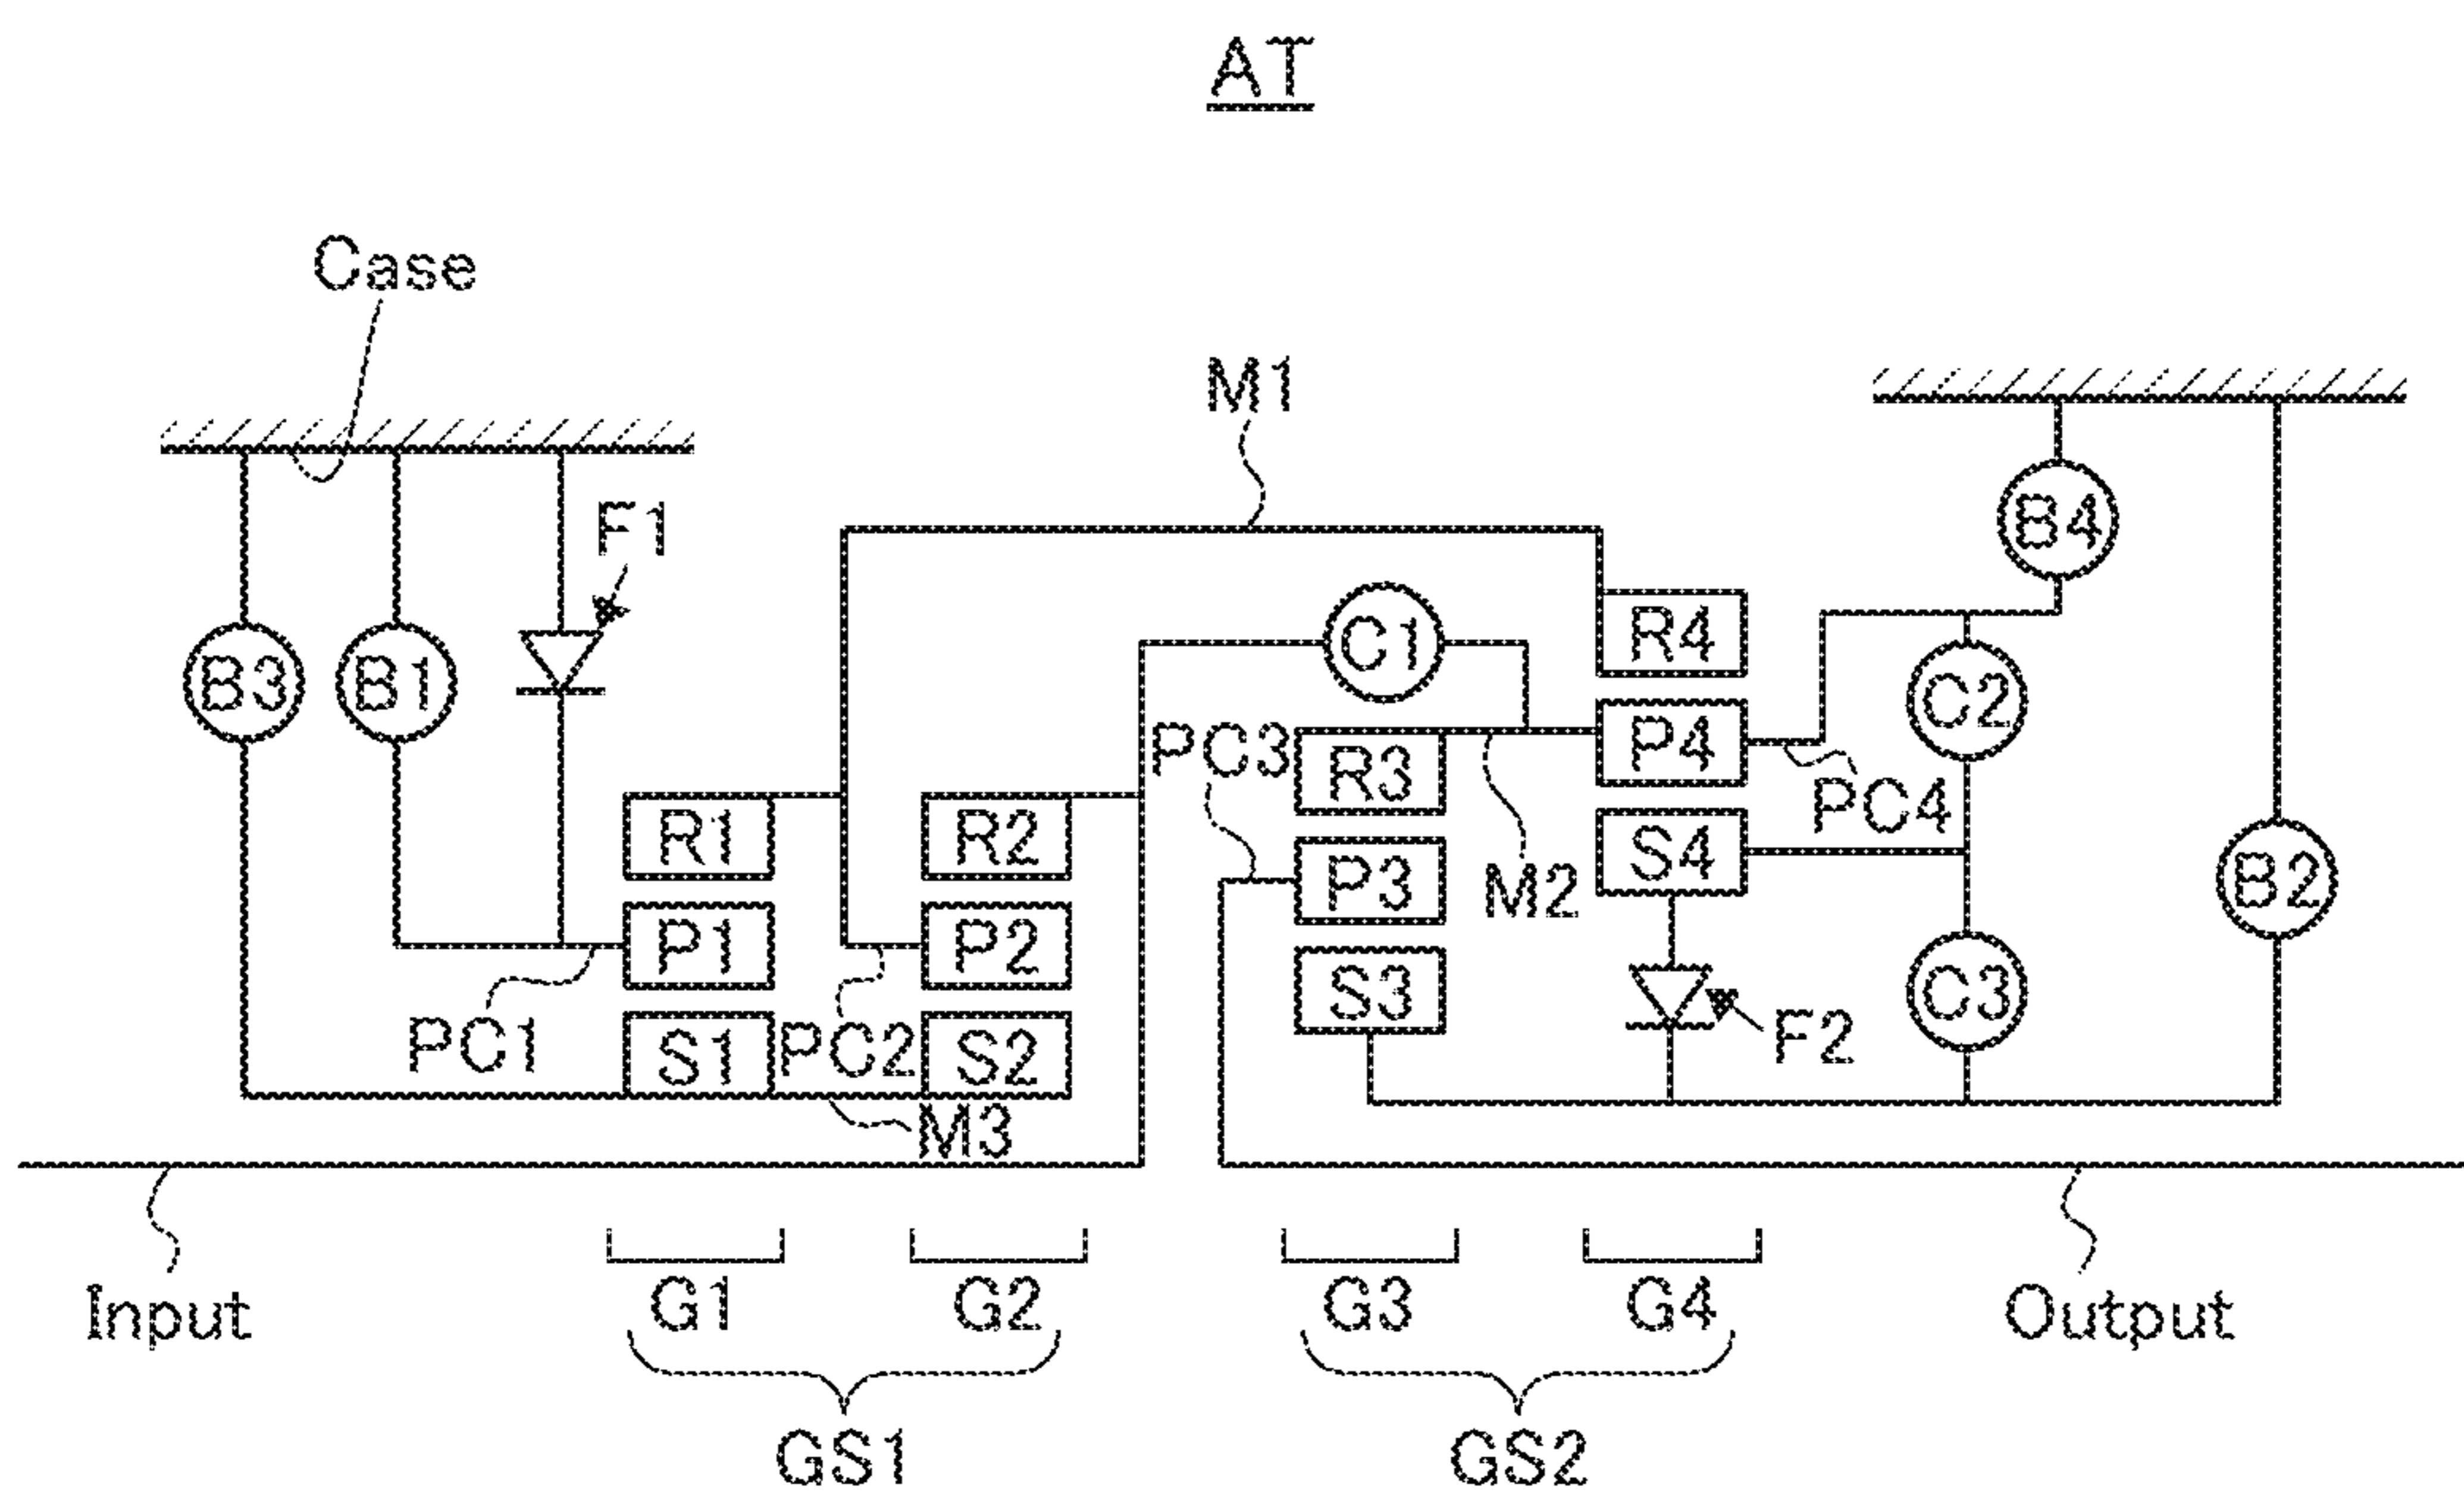 AT
Case
M1
F1
B4
B3
B1
C1
R4
C2
PC3
R3
P4
PC4
R1
R2
P3
M2
S4
B2
P1
P2
S3
C3
PC1
S1
PC2
S2
F2
M3
Input
G1
G2
G3
G4
Output
GS1
GS2